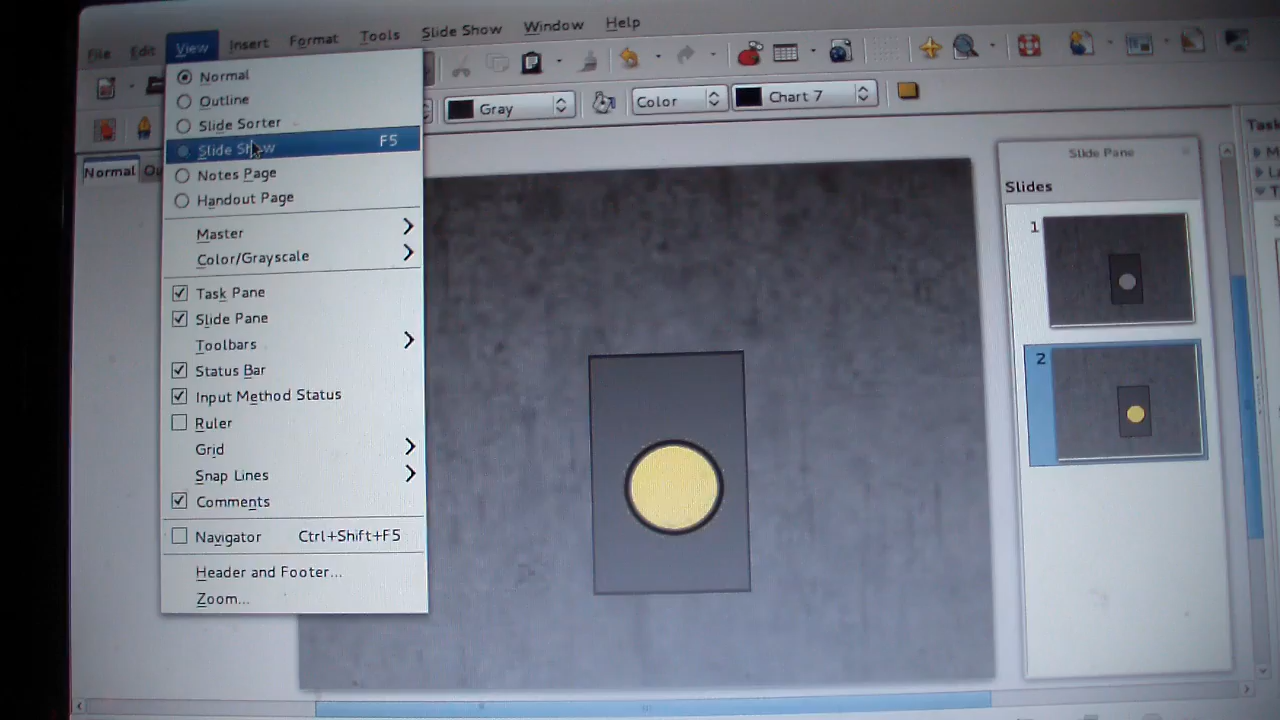 File Edit View Insert Format Tools Slide Show Window Help
Gray Color Chart 7
Normal
Outline
Slide Sorter
Slide Show F5
Notes Page
Handout Page
Master
Color/Grayscale
Task Pane
Slide Pane
Toolbars
Status Bar
Input Method Status
Ruler
Grid
Snap Lines
Comments
Navigator Ctrl+Shift+F5
Header and Footer...
Zoom...
Normal
Slide Pane
Slides
1
2
Task